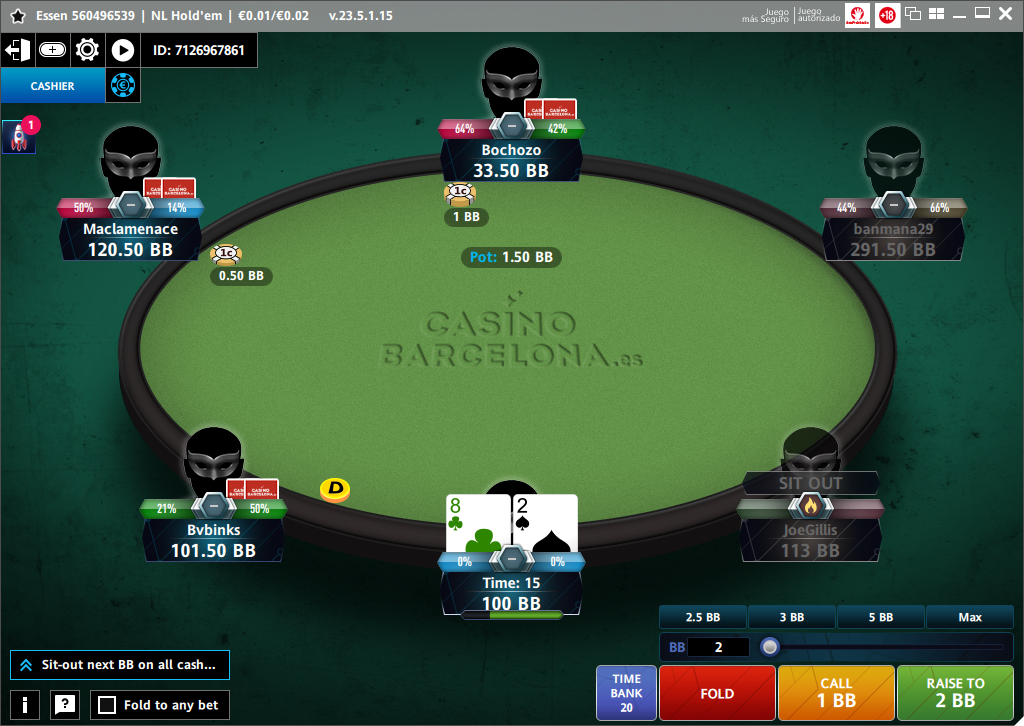 Essen 560496539 | NL Hold'em | €0.01/€0.02 v.23.5.1.15
Juego más Seguro
Juego autorizado
+18
ID: 7126967861
CASHIER
1
64% 42%
Bochozo
33.50 BB
1c
1 BB
50% 14%
Maclamenace
120.50 BB
1c
0.50 BB
44% 66%
banmana29
291.50 BB
Pot: 1.50 BB
CASINO
BARCELONA.es
21% 50%
Bvbinks
101.50 BB
D
8 2
0% 0%
Time: 15
100 BB
SIT OUT
JoeGillis
113 BB
2.5 BB 3 BB 5 BB Max
BB 2
Sit-out next BB on all cash...
TIME
BANK
20
FOLD
CALL
1 BB
RAISE TO
2 BB
i ? Fold to any bet